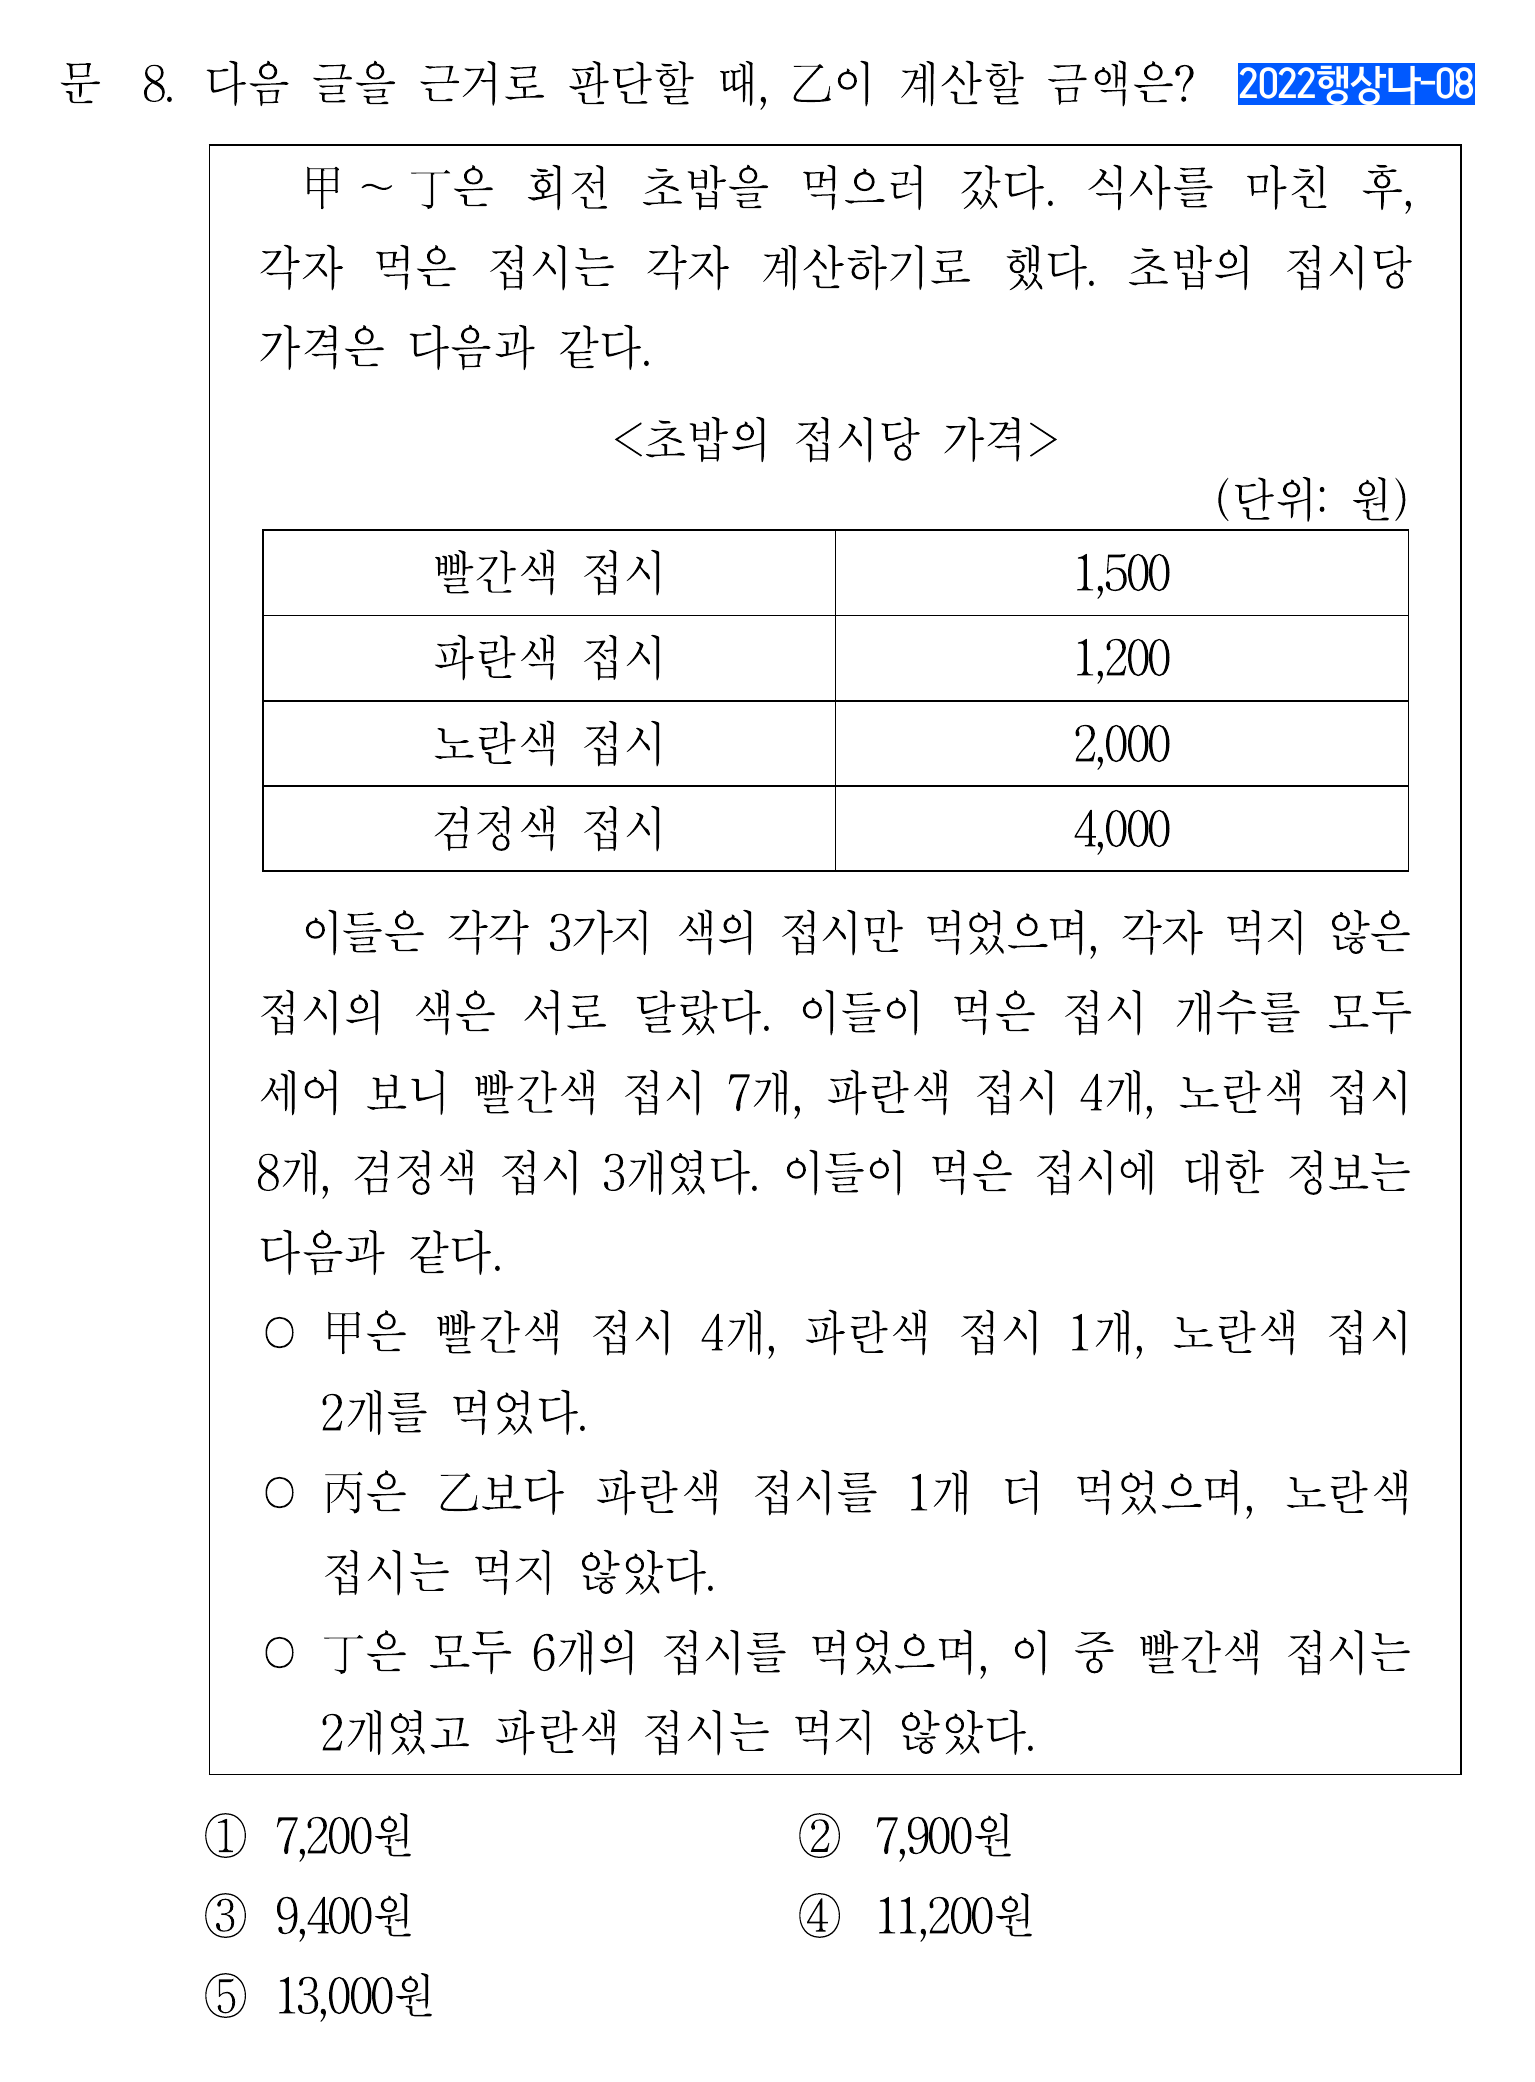 문 8. 다음 글을 근거로 판단할 때, 乙이 계산할 금액은? 2022행상나-08
甲～丁은 회전 초밥을 먹으러 갔다. 식사를 마친 후,
각자 먹은 접시는 각자 계산하기로 했다. 초밥의 접시당
가격은 다음과 같다.
<초밥의 접시당 가격>
(단위: 원)
빨간색 접시 1,500
파란색 접시 1,200
노란색 접시 2,000
검정색 접시 4,000
이들은 각각 3가지 색의 접시만 먹었으며, 각자 먹지 않은
접시의 색은 서로 달랐다. 이들이 먹은 접시 개수를 모두
세어 보니 빨간색 접시 7개, 파란색 접시 4개, 노란색 접시
8개, 검정색 접시 3개였다. 이들이 먹은 접시에 대한 정보는
다음과 같다.
○ 甲은 빨간색 접시 4개, 파란색 접시 1개, 노란색 접시
2개를 먹었다.
○ 丙은 乙보다 파란색 접시를 1개 더 먹었으며, 노란색
접시는 먹지 않았다.
○ 丁은 모두 6개의 접시를 먹었으며, 이 중 빨간색 접시는
2개였고 파란색 접시는 먹지 않았다.
① 7,200원 ② 7,900원
③ 9,400원 ④ 11,200원
⑤ 13,000원